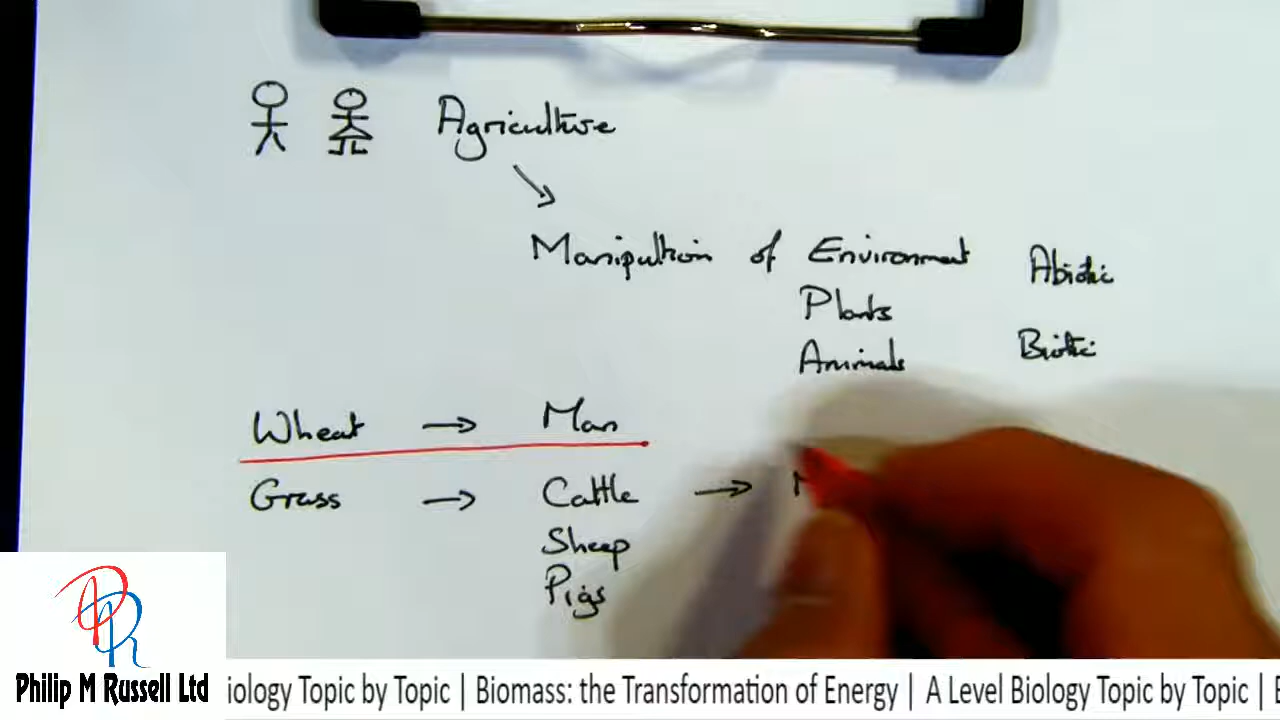 Agriculture
Manipultion of Environment Abiotic
Plants
Animals Biotic
Wheat → Man
Grass → Cattle →
Sheep
Pigs
Philip M Russell Ltd
iology Topic by Topic | Biomass: the Transformation of Energy | A Level Biology Topic by Topic |